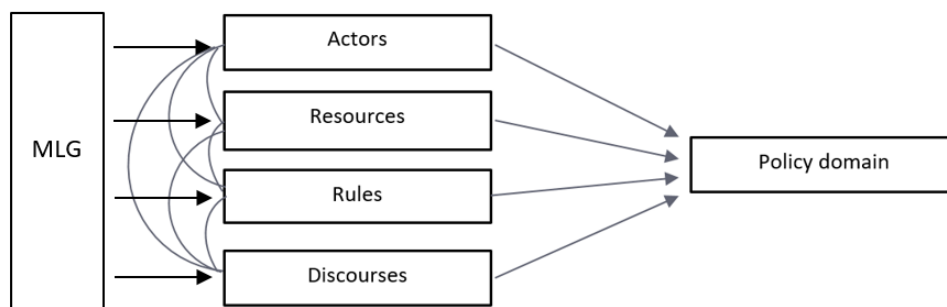 MLG
Actors
Resources
Rules
Discourses
Policy domain